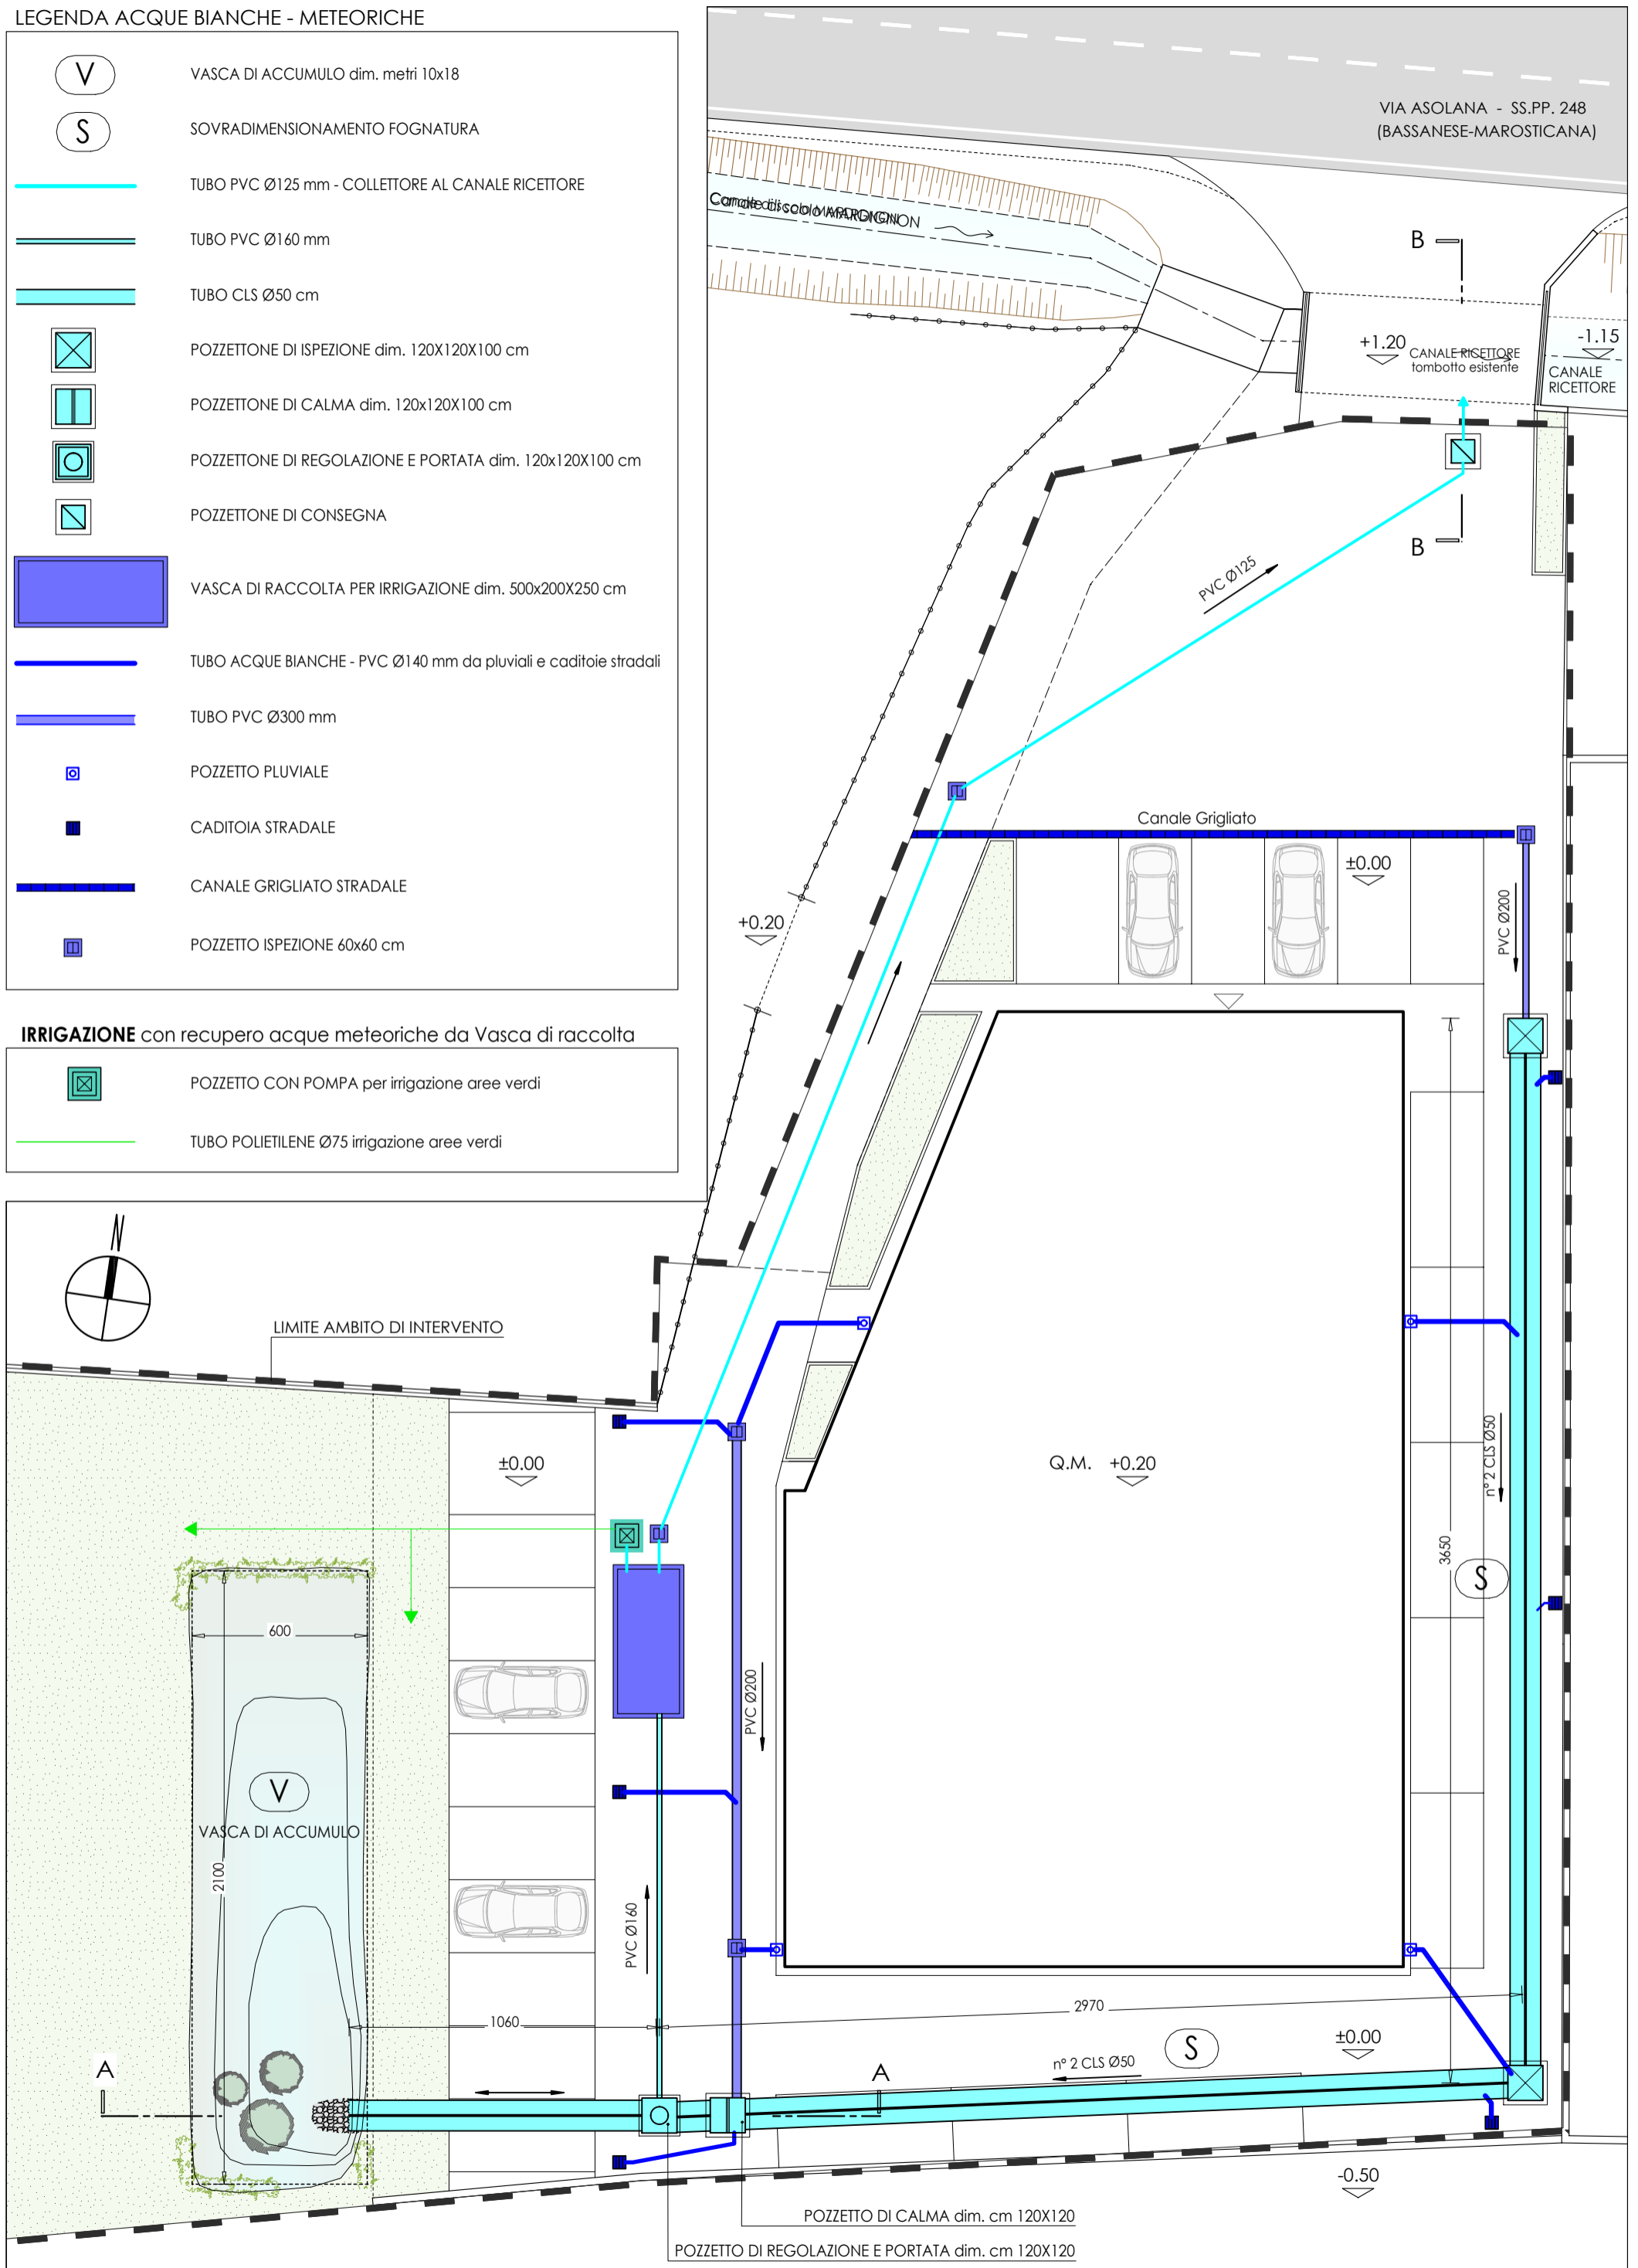 LEGENDA ACQUE BIANCHE - METEORICHE
V
VASCA DI ACCUMULO dim. metri 10x18
S
SOVRADIMENSIONAMENTO FOGNATURA
TUBO PVC Ø125 mm - COLLETTORE AL CANALE RICETTORE
TUBO PVC Ø160 mm
TUBO CLS Ø50 cm
POZZETTONE DI ISPEZIONE dim. 120X120X100 cm
POZZETTONE DI CALMA dim. 120x120X100 cm
POZZETTONE DI REGOLAZIONE E PORTATA dim. 120x120X100 cm
POZZETTONE DI CONSEGNA
VASCA DI RACCOLTA PER IRRIGAZIONE dim. 500x200X250 cm
TUBO ACQUE BIANCHE - PVC Ø140 mm da pluviali e caditoie stradali
TUBO PVC Ø300 mm
POZZETTO PLUVIALE
CADITOIA STRADALE
CANALE GRIGLIATO STRADALE
POZZETTO ISPEZIONE 60x60 cm
IRRIGAZIONE con recupero acque meteoriche da Vasca di raccolta
POZZETTO CON POMPA per irrigazione aree verdi
TUBO POLIETILENE Ø75 irrigazione aree verdi
VIA ASOLANA - SS.PP. 248
(BASSANESE-MAROSTICANA)
B
+1.20
CANALE RICETTORE
tombotto esistente
-1.15
CANALE
RICETTORE
B
PVC Ø125
Canale Grigliato
±0.00
+0.20
PVC Ø200
N
LIMITE AMBITO DI INTERVENTO
±0.00
Q.M. +0.20
n° 2 CLS Ø50
3650
S
600
PVC Ø200
V
VASCA DI ACCUMULO
2100
PVC Ø160
1060
2970
±0.00
S
n° 2 CLS Ø50
A
A
-0.50
POZZETTO DI CALMA dim. cm 120X120
POZZETTO DI REGOLAZIONE E PORTATA dim. cm 120X120